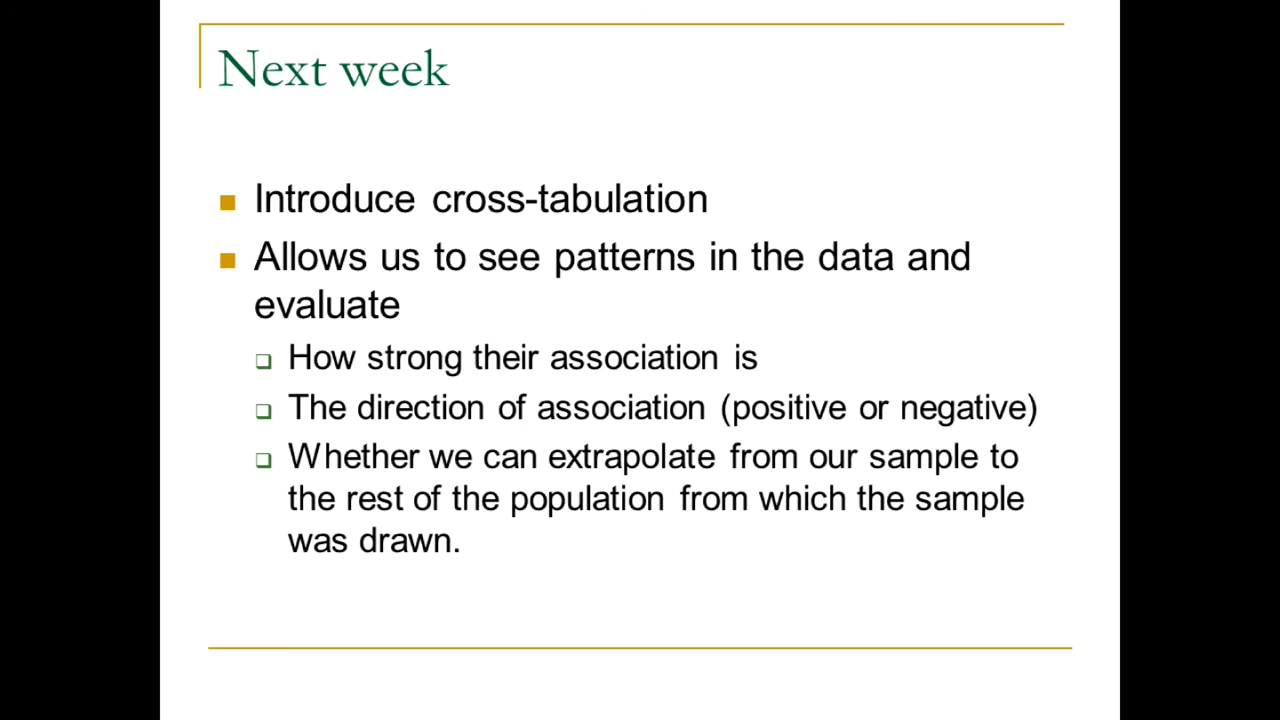 Next week
Introduce cross-tabulation
Allows us to see patterns in the data and
evaluate
How strong their association is
The direction of association (positive or negative)
Whether we can extrapolate from our sample to
the rest of the population from which the sample
was drawn.